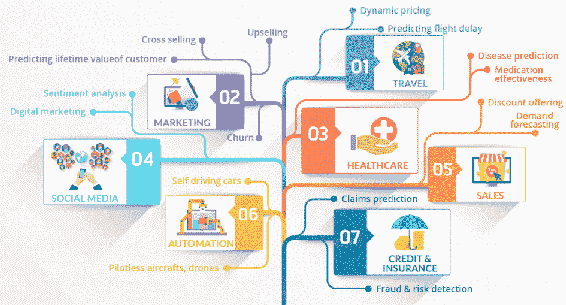 Dynamic pricing
Predicting flight delay
01
TRAVEL
Upselling
Cross selling
Predicting lifetime valueof customer
02
MARKETING
Churn
Disease prediction
Medication
effectiveness
03
HEALTHCARE
Sentiment analysis
Digital marketing
04
SOCIAL MEDIA
Discount offering
Demand
forecasting
05
SALES
Self driving cars
06
AUTOMATION
Pilotless aircrafts, drones
Claims prediction
07
CREDIT &
INSURANCE
Fraud & risk detection